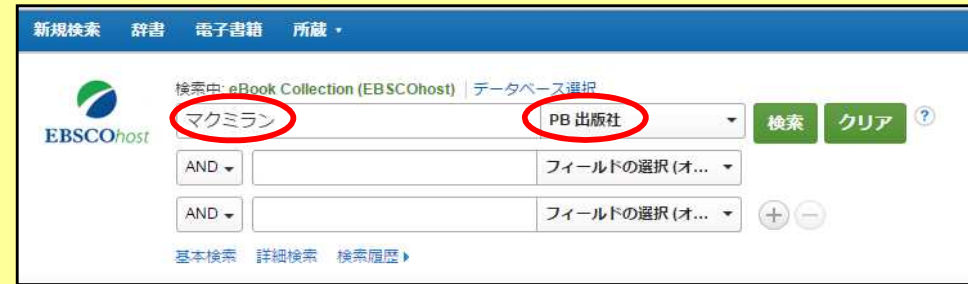 新規検索 辞書 電子書籍 所蔵
検索中: eBook Collection (EBSCOhost) | データベース選択
EBSCOhost
マクミラン PB 出版社 検索 クリア ?
AND フィールドの選択 (オ...
AND フィールドの選択 (オ... + −
基本検索 詳細検索 検索履歴